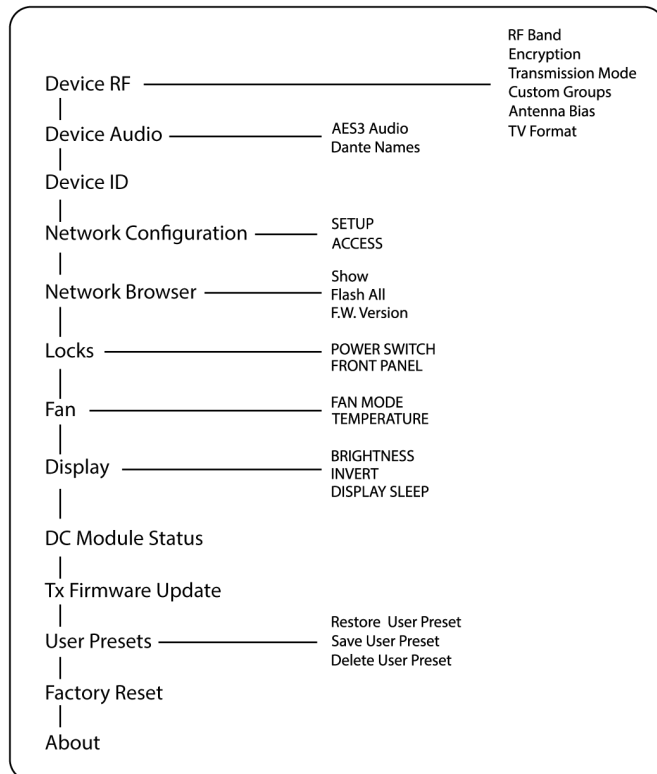 RF Band
Encryption
Transmission Mode
Custom Groups
Antenna Bias
TV Format
Device RF
Device Audio
AES3 Audio
Dante Names
Device ID
Network Configuration
SETUP
ACCESS
Network Browser
Show
Flash All
F.W. Version
Locks
POWER SWITCH
FRONT PANEL
Fan
FAN MODE
TEMPERATURE
Display
BRIGHTNESS
INVERT
DISPLAY SLEEP
DC Module Status
Tx Firmware Update
User Presets
Restore User Preset
Save User Preset
Delete User Preset
Factory Reset
About